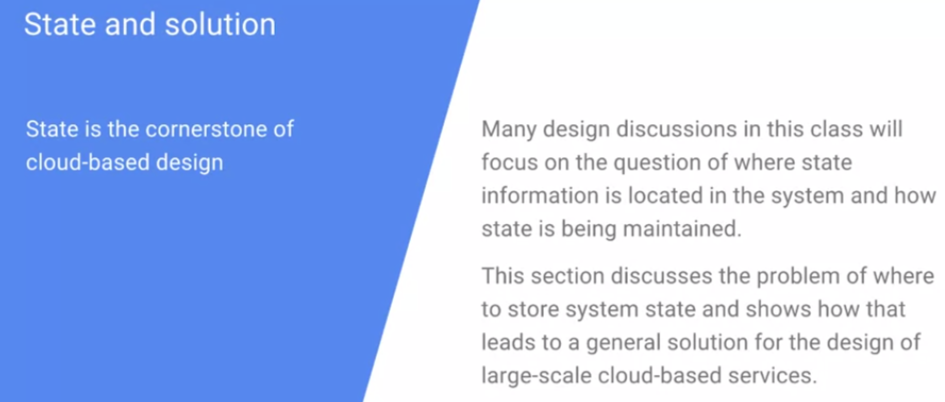 State and solution
State is the cornerstone of
cloud-based design
Many design discussions in this class will
focus on the question of where state
information is located in the system and how
state is being maintained.
This section discusses the problem of where
to store system state and shows how that
leads to a general solution for the design of
large-scale cloud-based services.